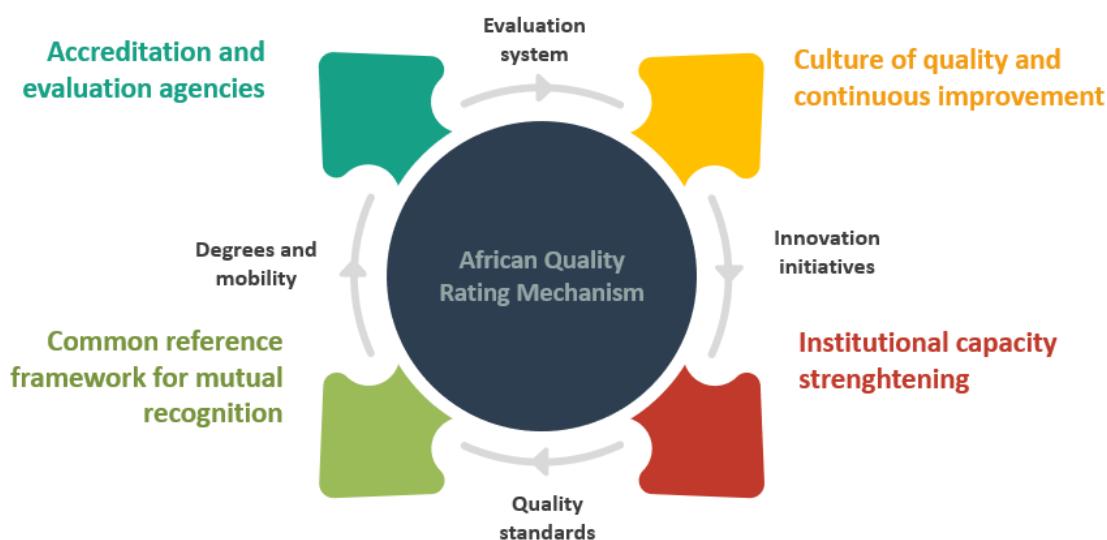 Evaluation
system
Accreditation and
evaluation agencies
Culture of quality and
continuous improvement
Degrees and
mobility
African Quality
Rating Mechanism
Innovation
initiatives
Common reference
framework for mutual
recognition
Institutional capacity
strenghtening
Quality
standards